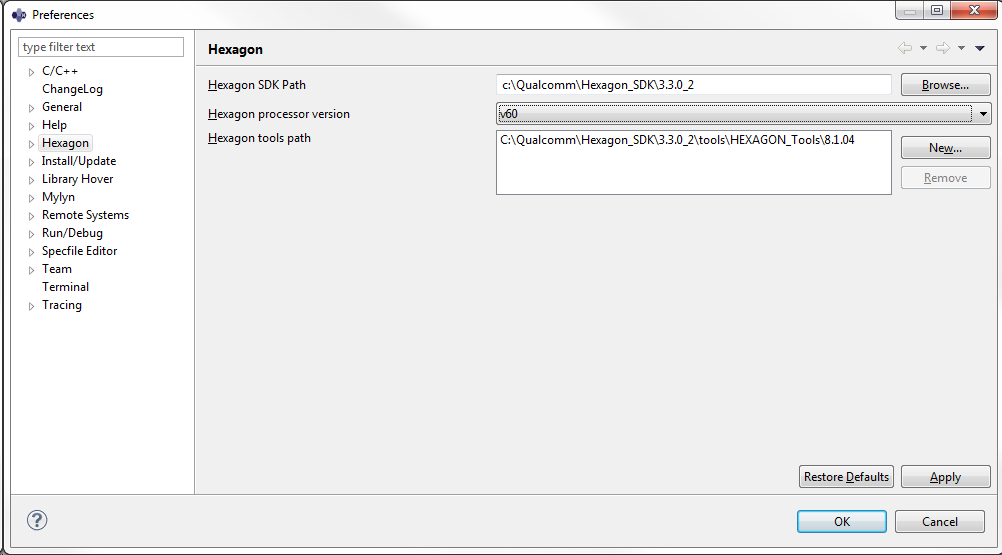 Preferences
type filter text
C/C++
ChangeLog
General
Help
Hexagon
Install/Update
Library Hover
Mylyn
Remote Systems
Run/Debug
Specfile Editor
Team
Terminal
Tracing
Hexagon
Hexagon SDK Path
c:\Qualcomm\Hexagon_SDK\3.3.0_2
Browse...
Hexagon processor version
v60
Hexagon tools path
C:\Qualcomm\Hexagon_SDK\3.3.0_2\tools\HEXAGON_Tools\8.1.04
New...
Remove
Restore Defaults
Apply
?
OK
Cancel